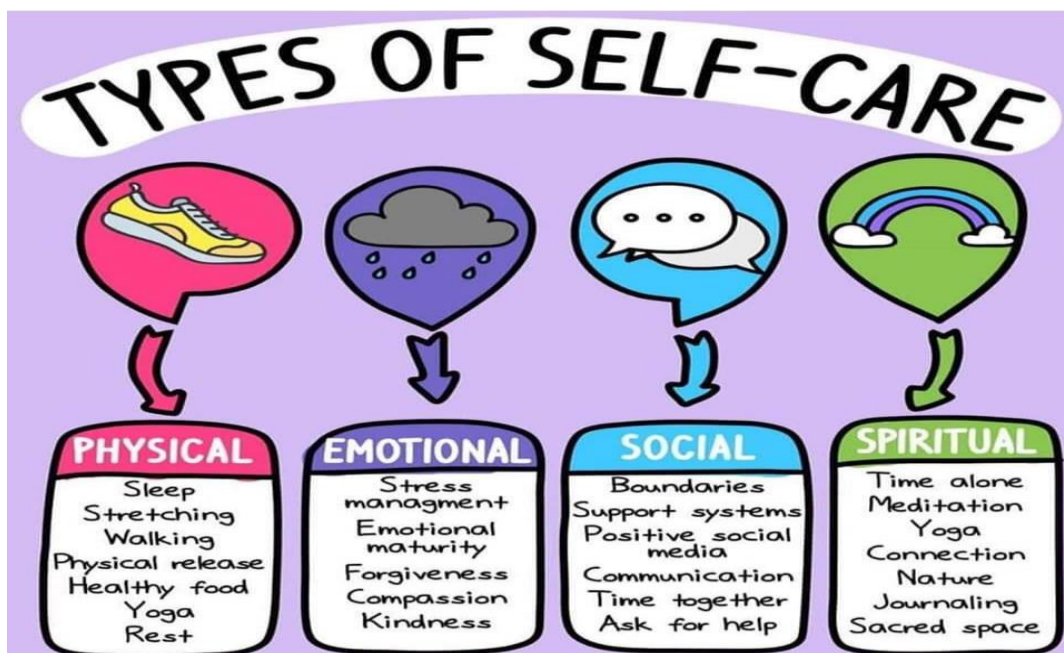 TYPES OF SELF-CARE
PHYSICAL
Sleep
Stretching
Walking
Physical release
Healthy food
Yoga
Rest
EMOTIONAL
Stress
managment
Emotional
maturity
Forgiveness
Compassion
Kindness
SOCIAL
Boundaries
Support systems
Positive social
media
Communication
Time together
Ask for help
SPIRITUAL
Time alone
Meditation
Yoga
Connection
Nature
Journaling
Sacred space